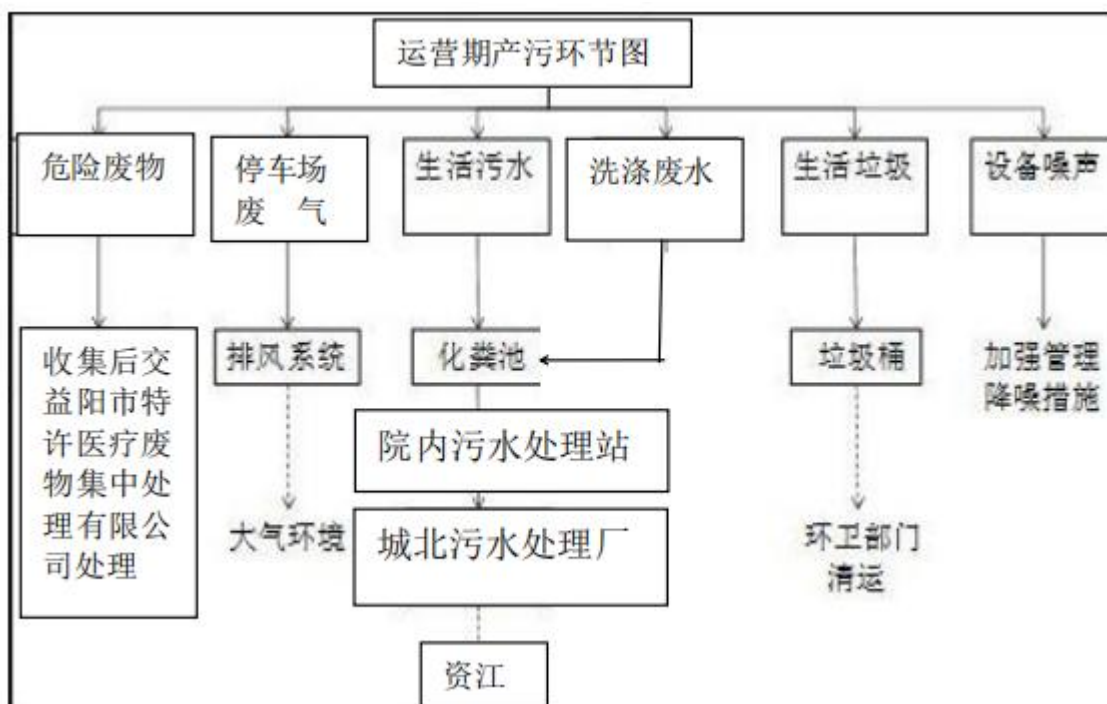 运营期产污环节图
危险废物
停车场
废 气
生活污水
洗涤废水
生活垃圾
设备噪声
收集后交
益阳市特
许医疗废
物集中处
理有限公
司处理
排风系统
化粪池
垃圾桶
加强管理
降噪措施
院内污水处理站
大气环境
城北污水处理厂
环卫部门
清运
资江